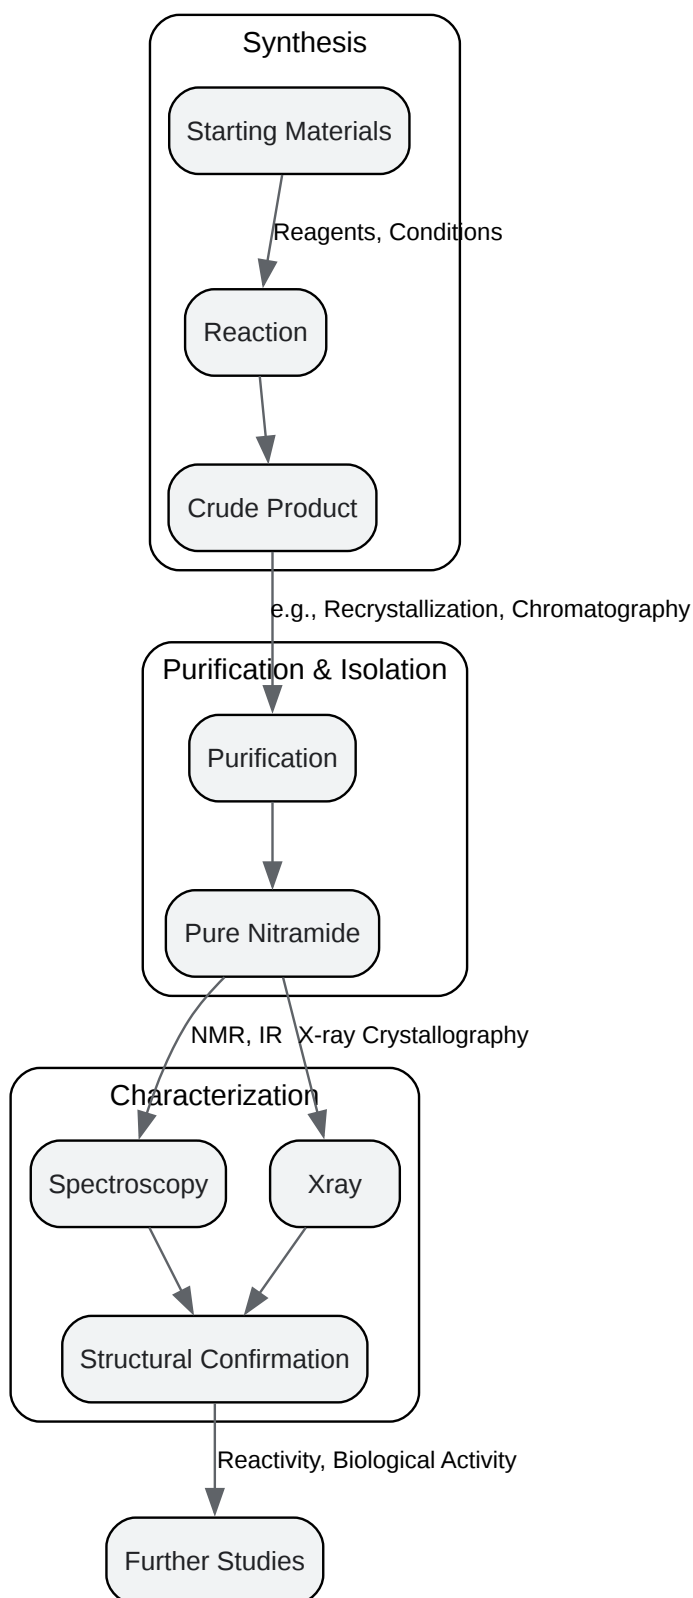 Synthesis
Starting Materials
Reagents, Conditions
Reaction
Crude Product
e.g., Recrystallization, Chromatography
Purification & Isolation
Purification
Pure Nitramide
NMR, IR
X-ray Crystallography
Characterization
Spectroscopy
Xray
Structural Confirmation
Reactivity, Biological Activity
Further Studies